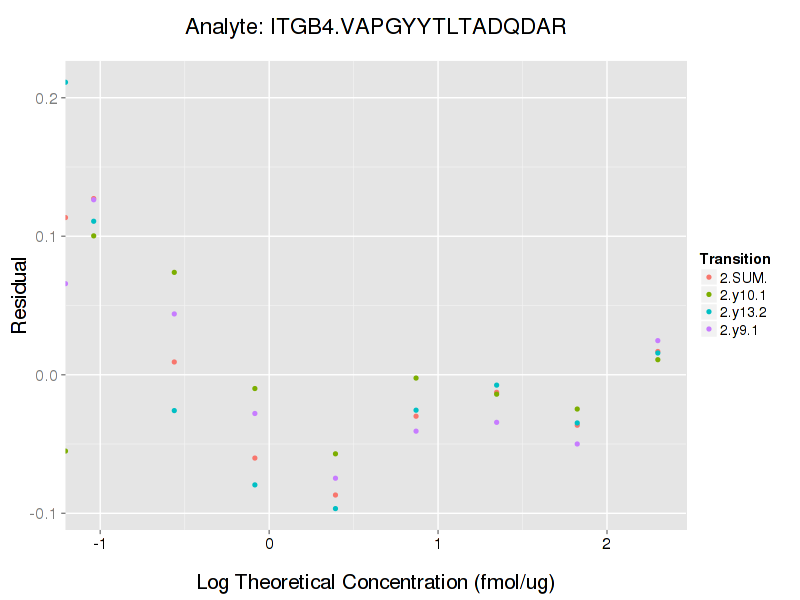 Analyte: ITGB4.VAPGYYTLTADQDAR
0.2
0.1
0.0
-0.1
Residual
-1
0
1
2
Log Theoretical Concentration (fmol/ug)
Transition
2.SUM.
2.y10.1
2.y13.2
2.y9.1